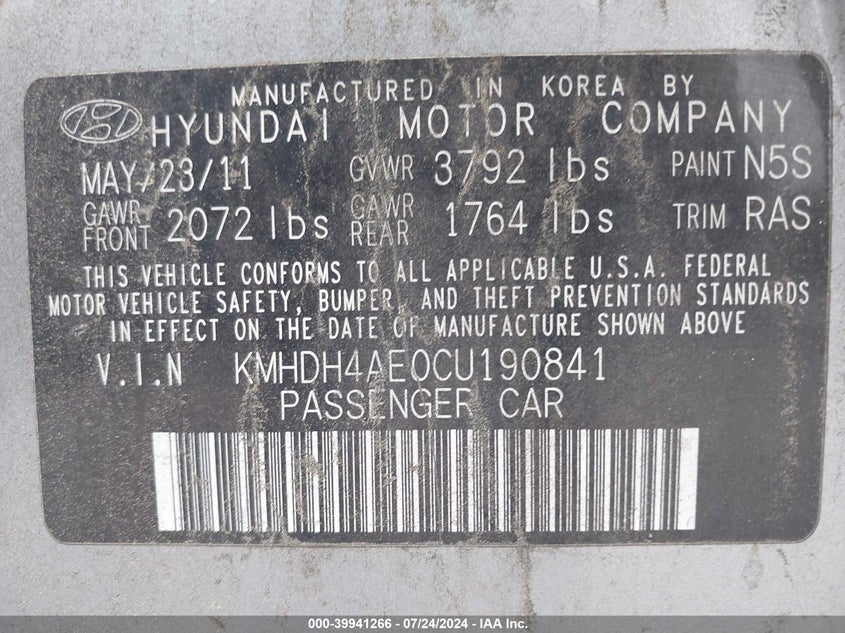 MANUFACTURED IN KOREA BY
HYUNDAI MOTOR COMPANY
MAY/23/11 GVWR 3792 lbs PAINT N5S
GAWR FRONT 2072 lbs GAWR REAR 1764 lbs TRIM RAS
THIS VEHICLE CONFORMS TO ALL APPLICABLE U.S.A. FEDERAL
MOTOR VEHICLE SAFETY, BUMPER, AND THEFT PREVENTION STANDARDS
IN EFFECT ON THE DATE OF MANUFACTURE SHOWN ABOVE
V.I.N KMHDH4AE0CU190841
PASSENGER CAR
000-39941266 - 07/24/2024 - IAA Inc.